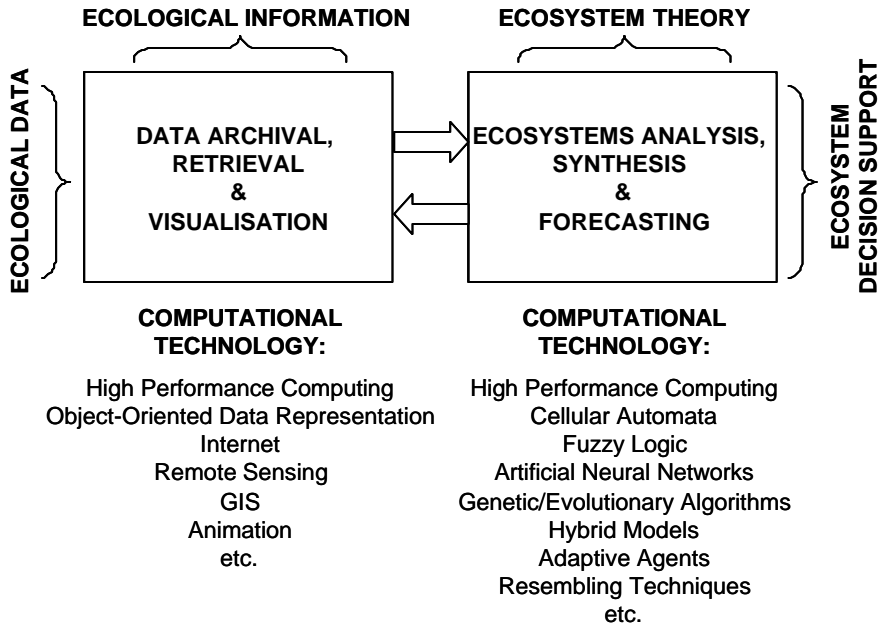 ECOLOGICAL INFORMATION
ECOSYSTEM THEORY
ECOLOGICAL DATA
DATA ARCHIVAL,
RETRIEVAL
&
VISUALISATION
ECOSYSTEMS ANALYSIS,
SYNTHESIS
&
FORECASTING
ECOSYSTEM
DECISION SUPPORT
COMPUTATIONAL
TECHNOLOGY:
High Performance Computing
Object-Oriented Data Representation
Internet
Remote Sensing
GIS
Animation
etc.
COMPUTATIONAL
TECHNOLOGY:
High Performance Computing
Cellular Automata
Fuzzy Logic
Artificial Neural Networks
Genetic/Evolutionary Algorithms
Hybrid Models
Adaptive Agents
Resembling Techniques
etc.